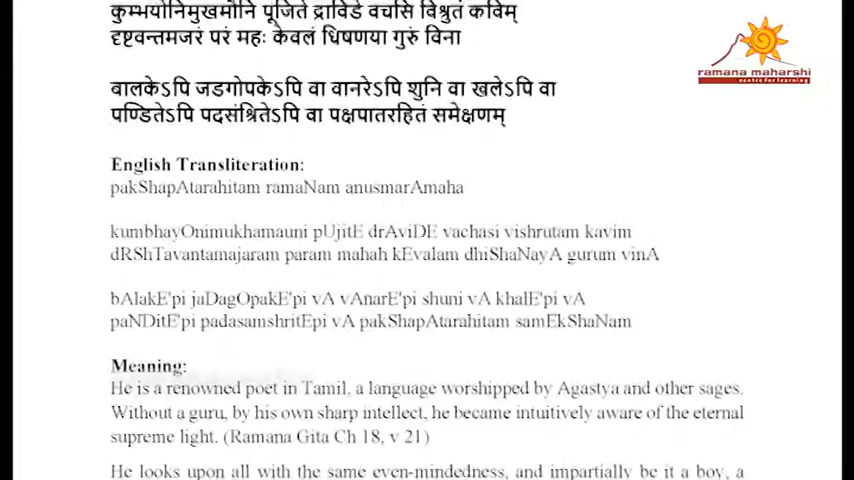 कुम्भयोनिमुखमौनि पूजिते द्राविडे वचसि विश्रुतं कविम्
दृष्टवन्तमजरं परं महः केवलं धिषणया गुरुं विना
ramana maharshi
centre for learning
बालकेऽपि जडगोपकेऽपि वा वानरेऽपि शुनि वा खलेऽपि वा
पण्डितेऽपि पदसंश्रितेऽपि वा पक्षपातरहितं समेक्षणम्
English Transliteration:
pakShapAtarahitam ramaNam anusmarAmaha
kumbhayOnimukhamauni pUjitE drAviDE vachasi vishrutam kavim
dRShTavantamajaram param mahah kEvalam dhiShaNayA gurum vinA
bAlakE'pi jaDagOpakE'pi vA vAnarE'pi shuni vA khalE'pi vA
paNDitE'pi padasamshritEpi vA pakShapAtarahitam samEkShaNam
Meaning:
He is a renowned poet in Tamil, a language worshipped by Agastya and other sages.
Without a guru, by his own sharp intellect, he became intuitively aware of the eternal
supreme light. (Ramana Gita Ch 18, v 21)
He looks upon all with the same even-mindedness, and impartially be it a boy, a